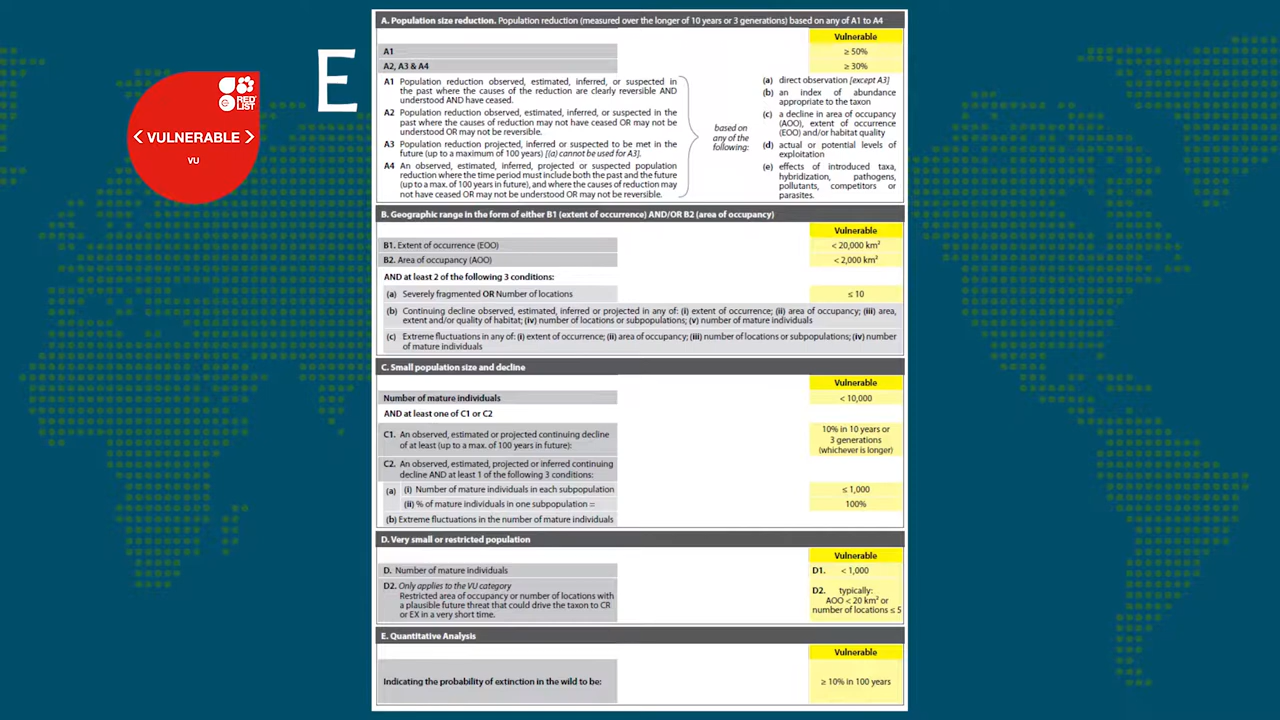 E
RED
LIST
< VULNERABLE >
VU
A. Population size reduction. Population reduction (measured over the longer of 10 years or 3 generations) based on any of A1 to A4
Vulnerable
A1
≥ 50%
A2, A3 & A4
≥ 30%
A1 Population reduction observed, estimated, inferred, or suspected in
the past where the causes of the reduction are clearly reversible AND
understood AND have ceased.
A2 Population reduction observed, estimated, inferred, or suspected in the
past where the causes of reduction may not have ceased OR may not be
understood OR may not be reversible.
A3 Population reduction projected, inferred or suspected to be met in the
future (up to a maximum of 100 years) [(a) cannot be used for A3].
A4 An observed, estimated, inferred, projected or suspected population
reduction where the time period must include both the past and the future
(up to a max. of 100 years in future), and where the causes of reduction may
not have ceased OR may not be understood OR may not be reversible.
based on
any of the
following:
(a) direct observation [except A3]
(b) an index of abundance
appropriate to the taxon
(c) a decline in area of occupancy
(AOO), extent of occurrence
(EOO) and/or habitat quality
(d) actual or potential levels of
exploitation
(e) effects of introduced taxa,
hybridization, pathogens,
pollutants, competitors or
parasites.
B. Geographic range in the form of either B1 (extent of occurrence) AND/OR B2 (area of occupancy)
Vulnerable
B1. Extent of occurrence (EOO)
< 20,000 km²
B2. Area of occupancy (AOO)
< 2,000 km²
AND at least 2 of the following 3 conditions:
(a) Severely fragmented OR Number of locations
≤ 10
(b) Continuing decline observed, estimated, inferred or projected in any of: (i) extent of occurrence; (ii) area of occupancy; (iii) area,
extent and/or quality of habitat; (iv) number of locations or subpopulations; (v) number of mature individuals
(c) Extreme fluctuations in any of: (i) extent of occurrence; (ii) area of occupancy; (iii) number of locations or subpopulations; (iv) number
of mature individuals
C. Small population size and decline
Vulnerable
Number of mature individuals
< 10,000
AND at least one of C1 or C2
C1. An observed, estimated or projected continuing decline
of at least (up to a max. of 100 years in future):
10% in 10 years or
3 generations
(whichever is longer)
C2. An observed, estimated, projected or inferred continuing
decline AND at least 1 of the following 3 conditions:
(a) (i) Number of mature individuals in each subpopulation
≤ 1,000
(ii) % of mature individuals in one subpopulation =
100%
(b) Extreme fluctuations in the number of mature individuals
D. Very small or restricted population
Vulnerable
D. Number of mature individuals
D1. < 1,000
D2. Only applies to the VU category
Restricted area of occupancy or number of locations with
a plausible future threat that could drive the taxon to CR
or EX in a very short time.
D2. typically:
AOO < 20 km² or
number of locations ≤ 5
E. Quantitative Analysis
Vulnerable
Indicating the probability of extinction in the wild to be:
≥ 10% in 100 years